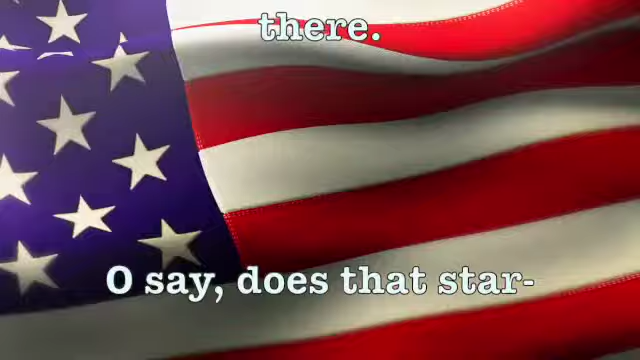 there.
O say, does that star-